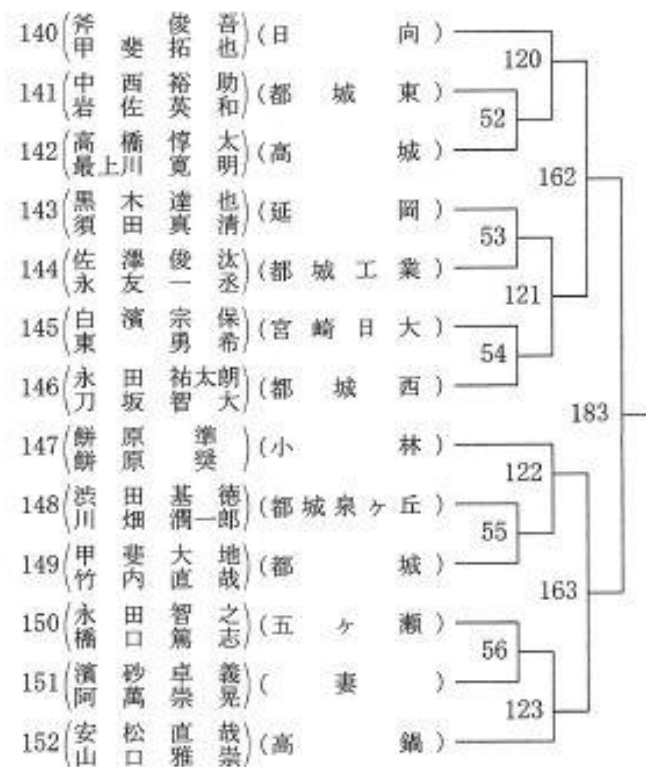 140 (斧 俊吾 甲斐拓也) (日向)
120
141 (中西裕助 岩佐英和) (都城東)
52
142 (高橋惇太 最上川寛明) (高城)
162
143 (黒木達也 須田真清) (延岡)
53
144 (佐澤俊汰 永友一丞) (都城工業)
121
145 (白濱宗保 東勇希) (宮崎日大)
54
146 (永田祐太朗 刀坂智大) (都城西)
183
147 (餅原準 餅原奨) (小林)
122
148 (渋田基徳 川畑潤一郎) (都城泉ヶ丘)
55
149 (甲斐大地 竹内直哉) (都城)
163
150 (永田智之 橋口篤志) (五ヶ瀬)
56
151 (濱砂卓義 阿萬崇晃) (妻)
123
152 (安松直哉 山口雅崇) (高鍋)